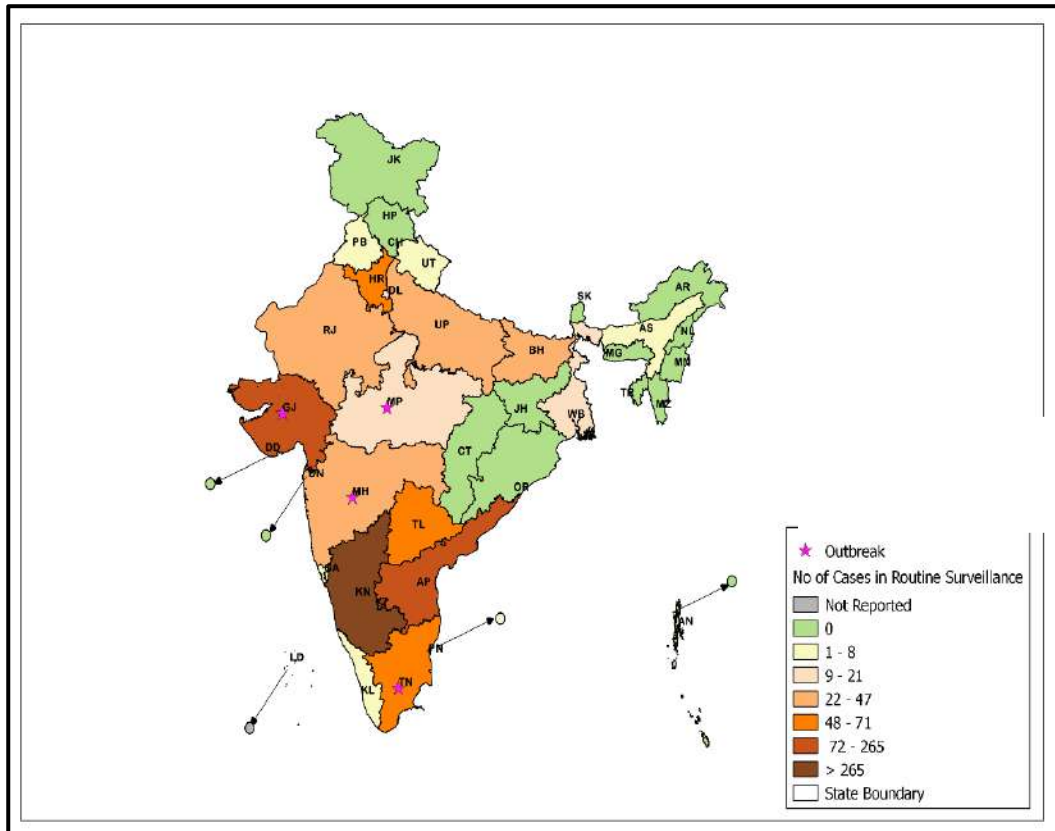 JK
HP
CH
PB
UT
HR
DL
SK
AR
RJ
UP
AS
NL
BH
MG
MN
TR
MZ
GJ
MP
JH
WB
DD
CT
DN
MH
OR
TL
GA
KN
AP
AN
PN
LD
KL
TN
Outbreak
No of Cases in Routine Surveillance
Not Reported
0
1 - 8
9 - 21
22 - 47
48 - 71
72 - 265
> 265
State Boundary